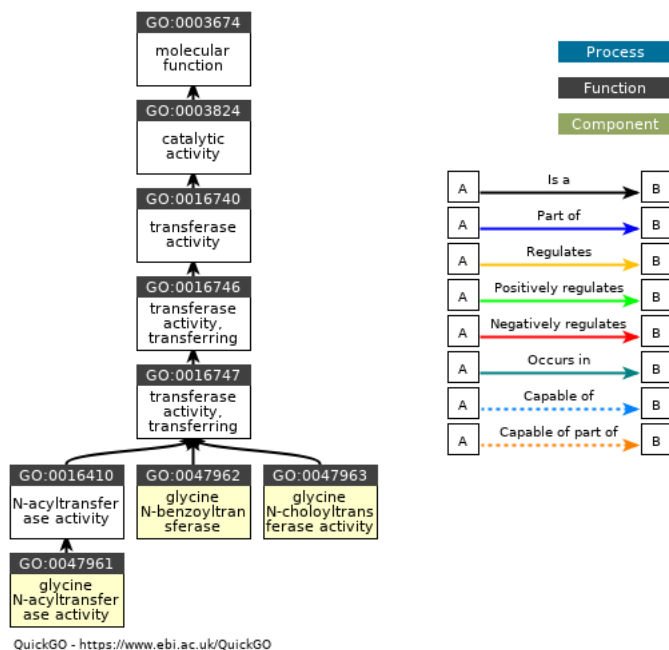 GO:0003674
molecular
function
GO:0003824
catalytic
activity
GO:0016740
transferase
activity
GO:0016746
transferase
activity,
transferring
GO:0016747
transferase
activity,
transferring
GO:0016410
N-acyltransfer
ase activity
GO:0047962
glycine
N-benzoyltran
sferase
GO:0047963
glycine
N-choloyltrans
ferase activity
GO:0047961
glycine
N-acyltransfer
ase activity
QuickGO - https://www.ebi.ac.uk/QuickGO
Process
Function
Component
A Is a B
A Part of B
A Regulates B
A Positively regulates B
A Negatively regulates B
A Occurs in B
A Capable of B
A Capable of part of B